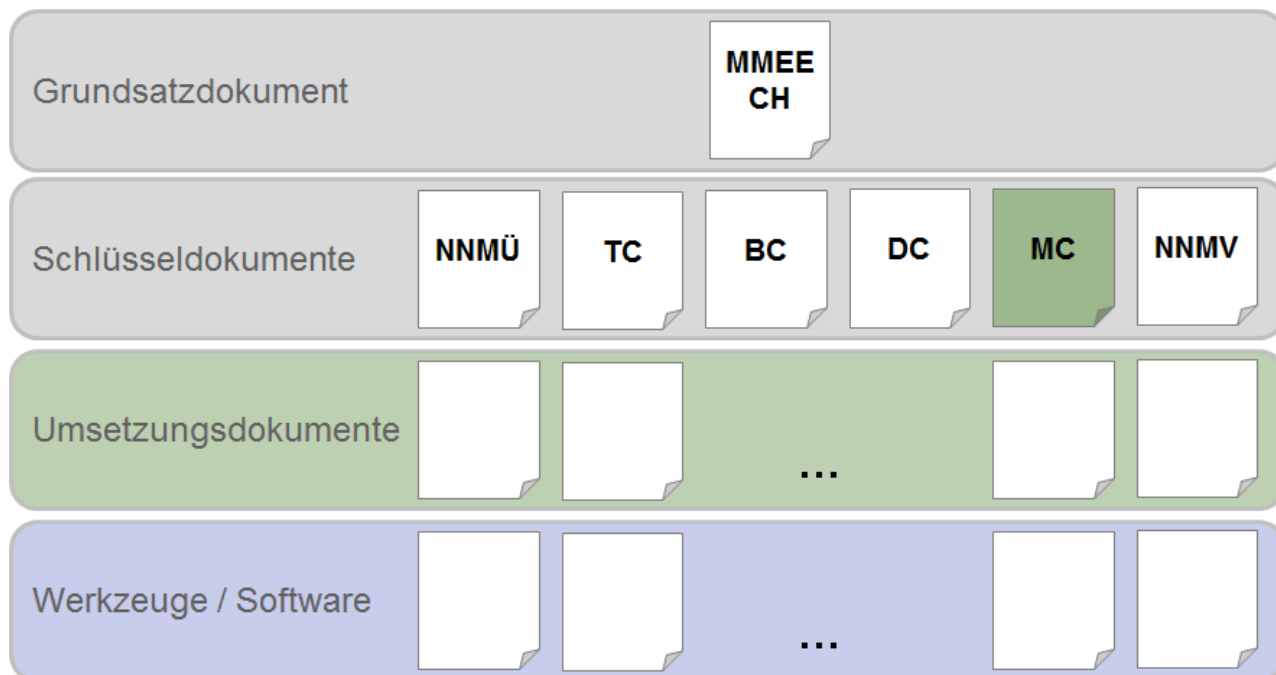 MMEE
CH
Grundsatzdokument
Schlüsseldokumente
NNMÜ
TC
BC
DC
MC
NNMV
Umsetzungsdokumente
...
Werkzeuge / Software
...